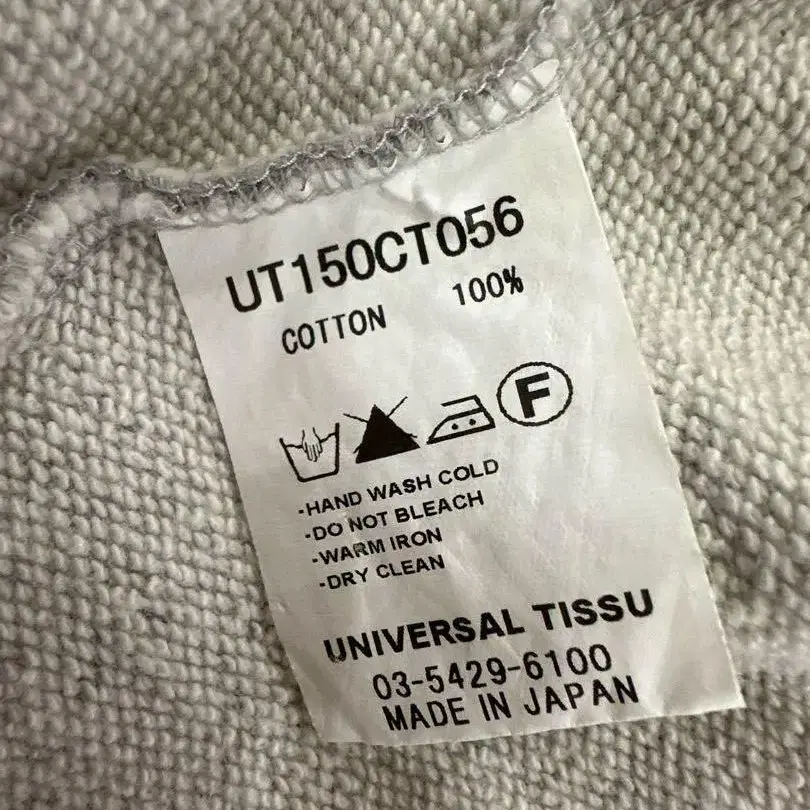 UT150CT056
COTTON 100%
F
-HAND WASH COLD
-DO NOT BLEACH
-WARM IRON
-DRY CLEAN
UNIVERSAL TISSU
03-5429-6100
MADE IN JAPAN